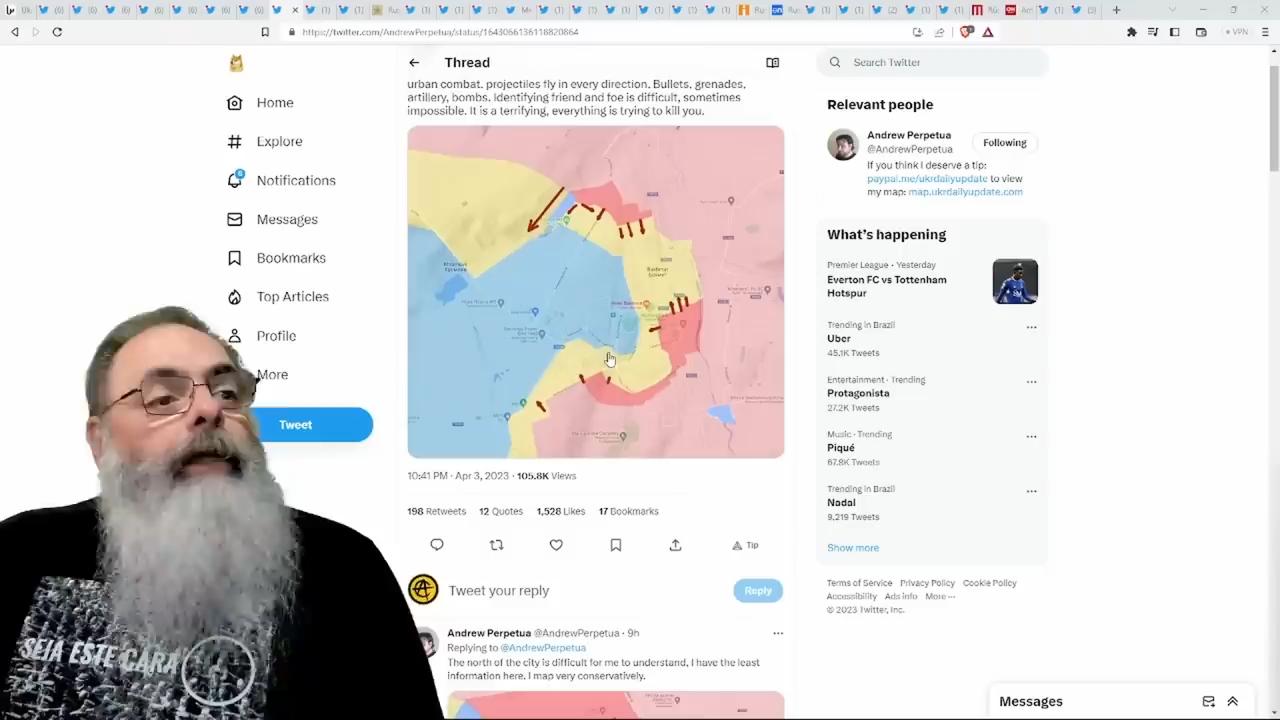 https://twitter.com/AndrewPerpetua/status/1643066136118820864
VPN
Thread
Search Twitter
urban combat. projectiles fly in every direction. Bullets, grenades,
artillery, bombs. identifying friend and foe is difficult, sometimes
impossible. It is a terrifying, everything is trying to kill you.
Home
Explore
6
Notifications
Messages
Bookmarks
Top Articles
Profile
More
Tweet
10:41 PM · Apr 3, 2023 · 105.8K Views
198 Retweets 12 Quotes 1,528 Likes 17 Bookmarks
Tip
Tweet your reply
Reply
Andrew Perpetua @AndrewPerpetua · 9h
Replying to @AndrewPerpetua
The north of the city is difficult for me to understand, I have the least
information here. I map very conservatively.
Relevant people
Andrew Perpetua
@AndrewPerpetua
Following
If you think I deserve a tip:
paypal.me/ukrdailyupdate to view
my map: map.ukrdailyupdate.com
What's happening
Premier League · Yesterday
Everton FC vs Tottenham
Hotspur
Trending in Brazil
Uber
45.1K Tweets
Entertainment · Trending
Protagonista
27.2K Tweets
Music · Trending
Piqué
67.8K Tweets
Trending in Brazil
Nadal
9,219 Tweets
Show more
Terms of Service Privacy Policy Cookie Policy
Accessibility Ads info More ···
© 2023 Twitter, Inc.
Messages
SEJA ESTE CARA